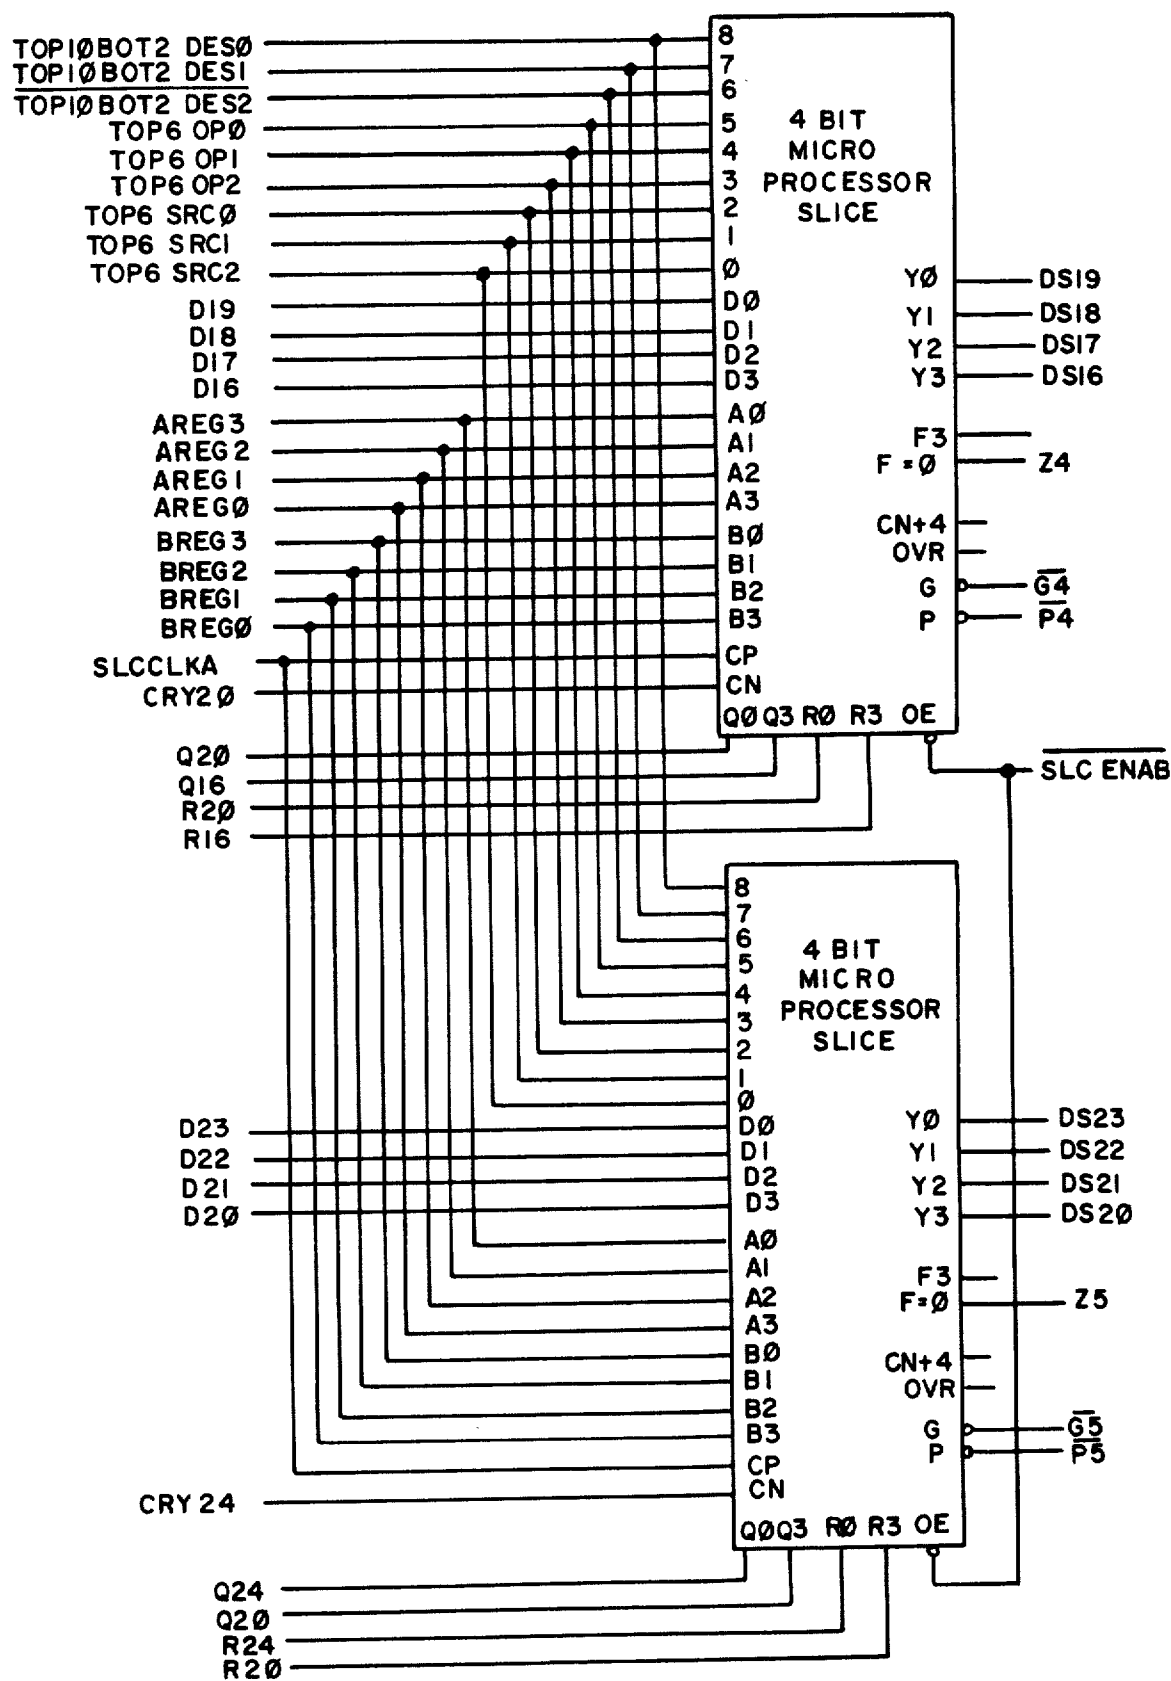 TOP10BOT2 DES0
TOP10BOT2 DES1
TOP10BOT2 DES2
TOP6 OP0
TOP6 OP1
TOP6 OP2
TOP6 SRC0
TOP6 SRC1
TOP6 SRC2
D19
D18
D17
D16
AREG3
AREG2
AREG1
AREG0
BREG3
BREG2
BREG1
BREG0
SLCCLKA
CRY20
Q20
Q16
R20
R16
8
7
6
5
4
3
2
1
0
D0
D1
D2
D3
A0
A1
A2
A3
B0
B1
B2
B3
CP
CN
4 BIT
MICRO
PROCESSOR
SLICE
Y0
Y1
Y2
Y3
F3
F=0
CN+4
OVR
G
P
Q0 Q3 R0 R3 OE
DS19
DS18
DS17
DS16
Z4
G4
P4
SLC ENAB
8
7
6
5
4
3
2
1
0
D0
D1
D2
D3
A0
A1
A2
A3
B0
B1
B2
B3
CP
CN
4 BIT
MICRO
PROCESSOR
SLICE
Y0
Y1
Y2
Y3
F3
F=0
CN+4
OVR
G
P
Q0 Q3 R0 R3 OE
DS23
DS22
DS21
DS20
Z5
G5
P5
D23
D22
D21
D20
CRY 24
Q24
Q20
R24
R20